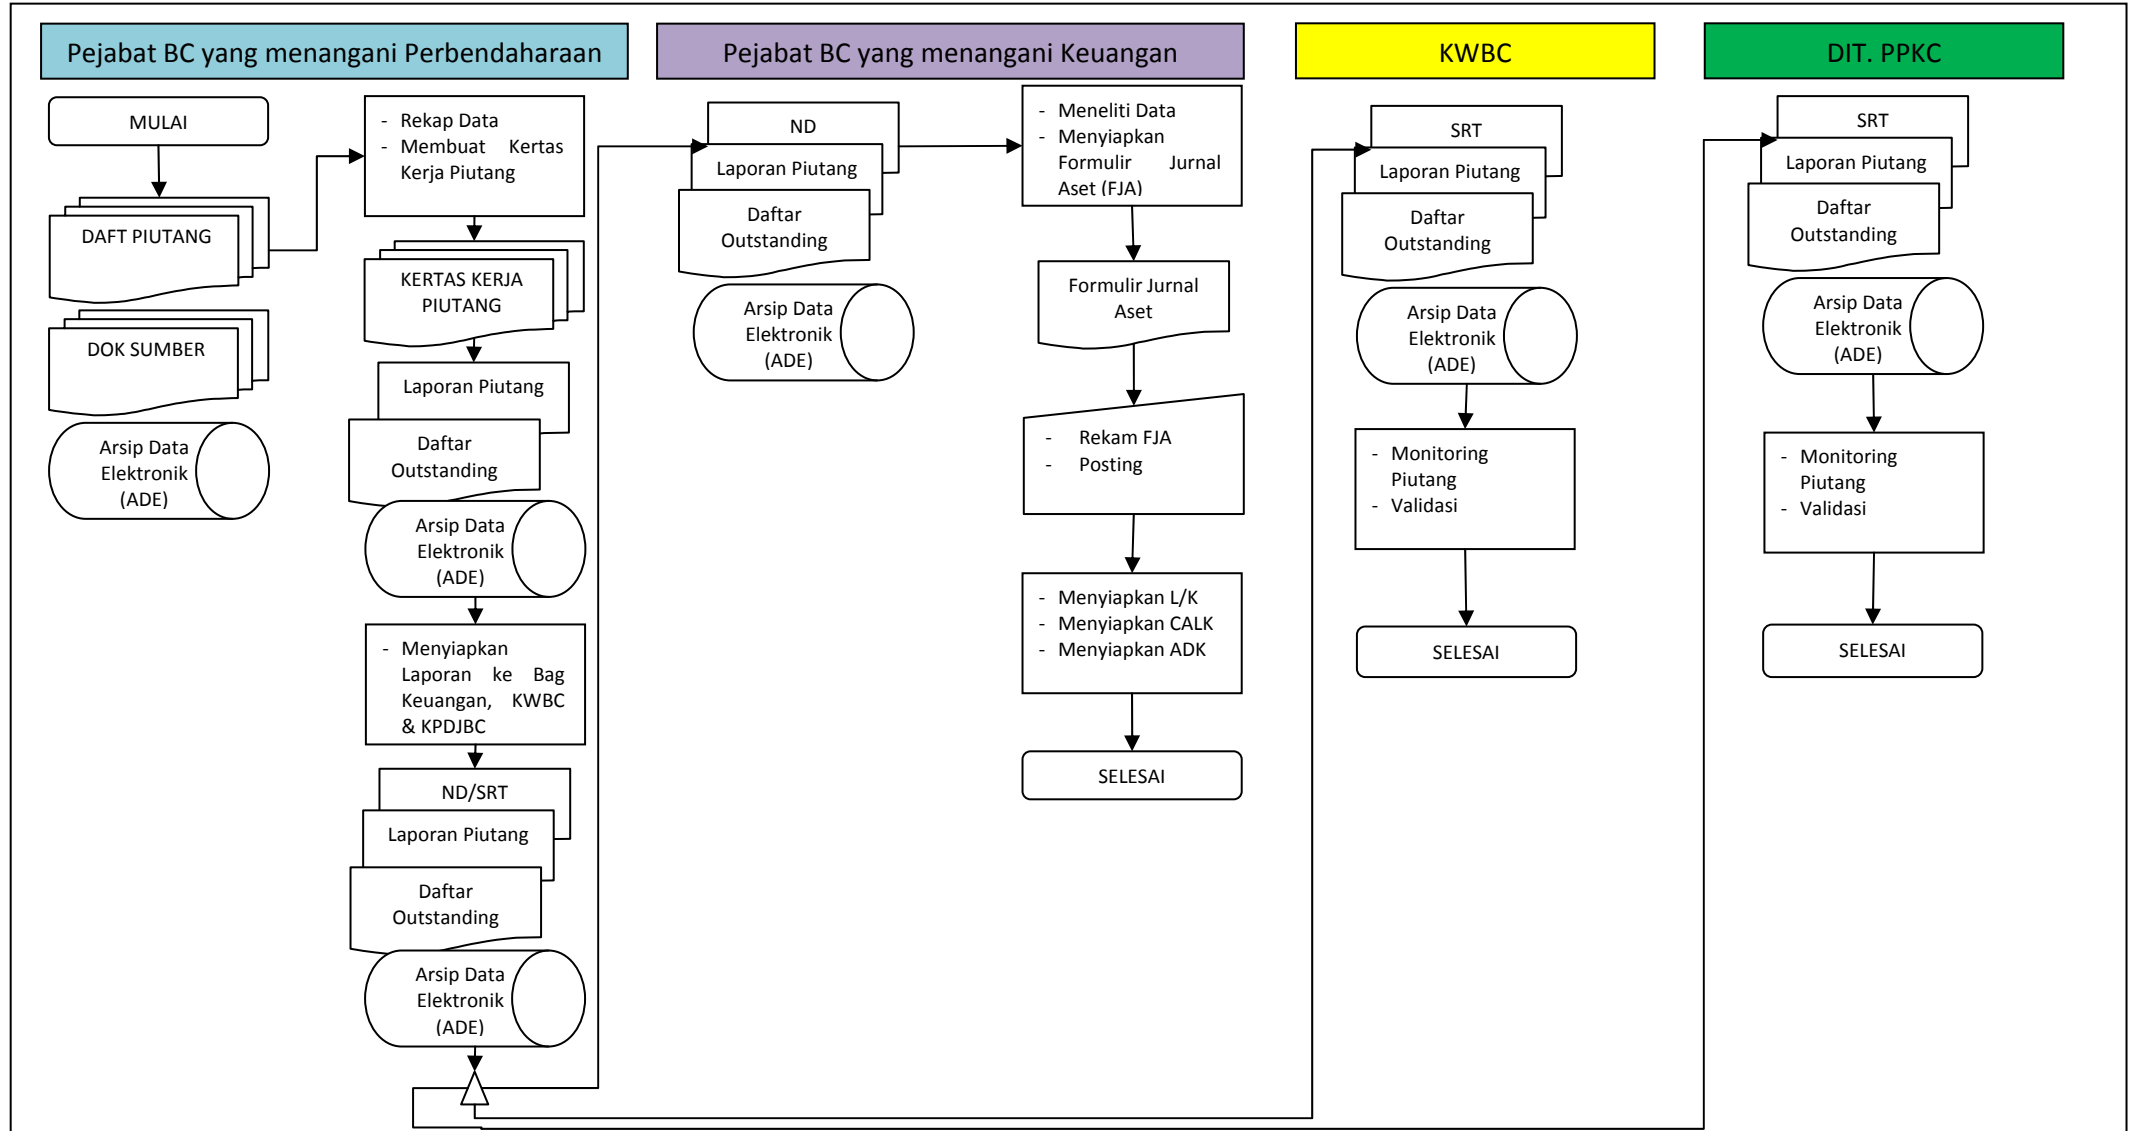 Pejabat BC yang menangani Perbendaharaan
MULAI
DAFT PIUTANG
DOK SUMBER
Arsip Data
Elektronik
(ADE)
- Rekap Data
- Membuat Kertas
Kerja Piutang
KERTAS KERJA
PIUTANG
Laporan Piutang
Daftar
Outstanding
Arsip Data
Elektronik
(ADE)
- Menyiapkan
Laporan ke Bag
Keuangan, KWBC
& KPDJBC
ND/SRT
Laporan Piutang
Daftar
Outstanding
Arsip Data
Elektronik
(ADE)
Pejabat BC yang menangani Keuangan
ND
Laporan Piutang
Daftar
Outstanding
Arsip Data
Elektronik
(ADE)
- Meneliti Data
- Menyiapkan
Formulir Jurnal
Aset (FJA)
Formulir Jurnal
Aset
- Rekam FJA
- Posting
- Menyiapkan L/K
- Menyiapkan CALK
- Menyiapkan ADK
SELESAI
KWBC
SRT
Laporan Piutang
Daftar
Outstanding
Arsip Data
Elektronik
(ADE)
- Monitoring
Piutang
- Validasi
SELESAI
DIT. PPKC
SRT
Laporan Piutang
Daftar
Outstanding
Arsip Data
Elektronik
(ADE)
- Monitoring
Piutang
- Validasi
SELESAI